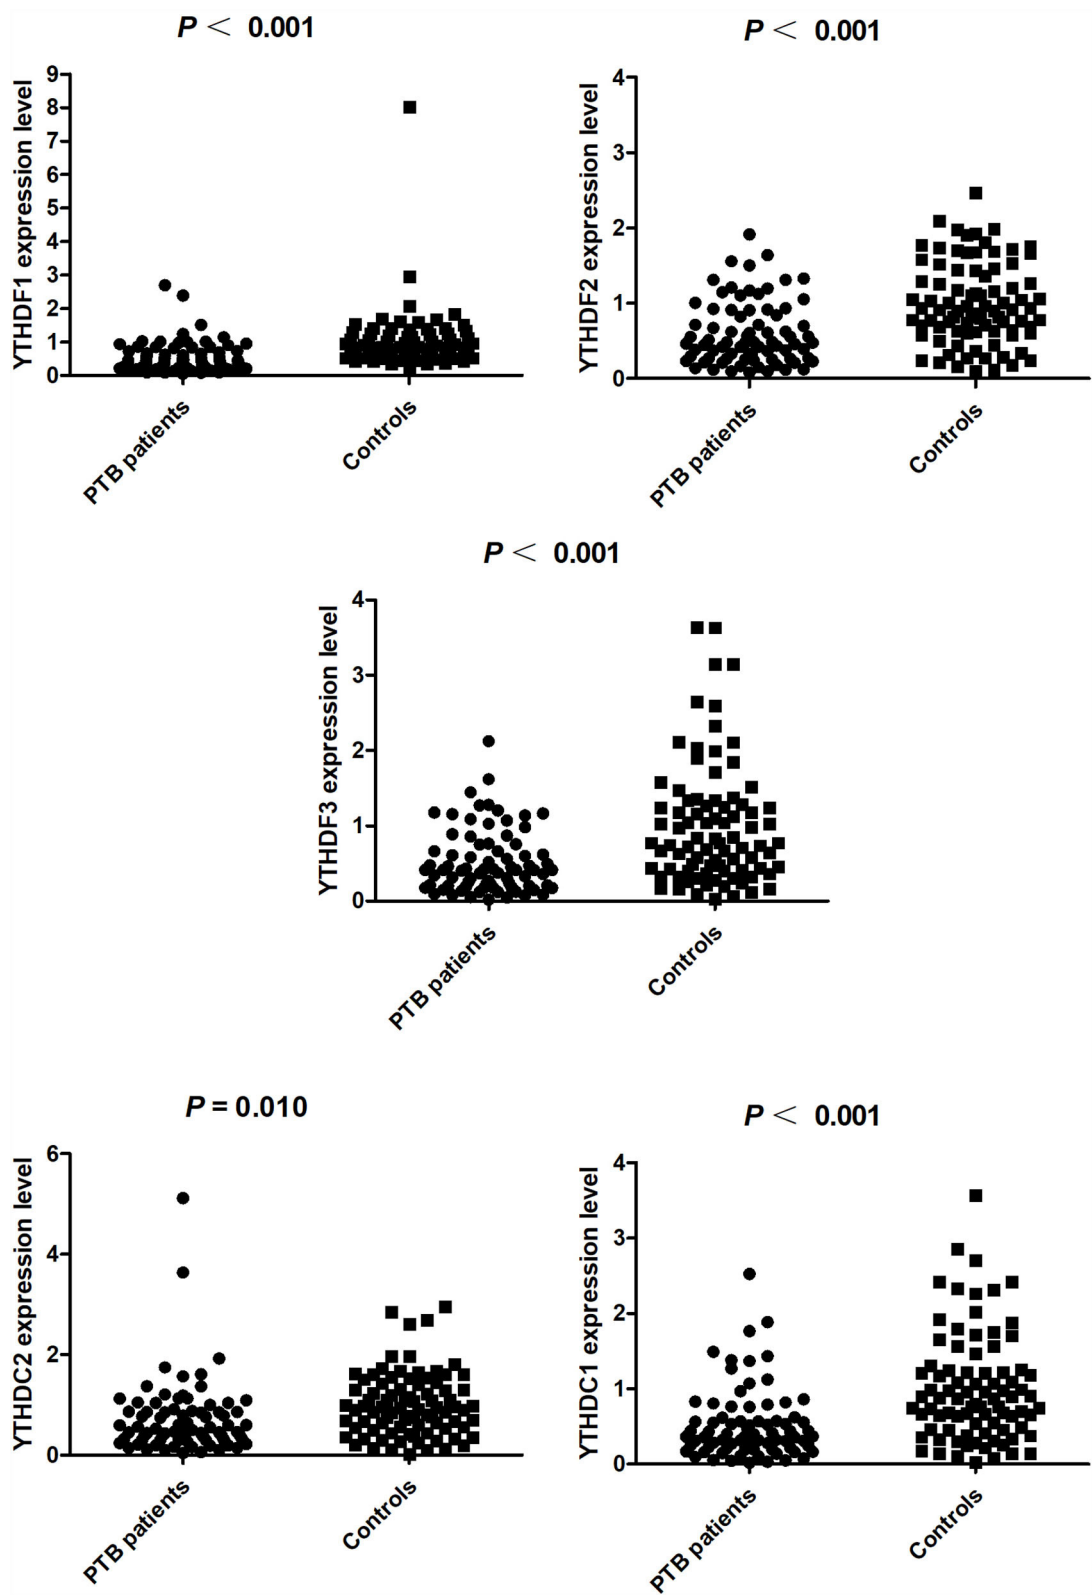 P < 0.001
YTHDF1 expression level
9
8
7
6
5
4
3
2
1
0
PTB patients
Controls
P < 0.001
YTHDF2 expression level
4
3
2
1
0
PTB patients
Controls
P < 0.001
YTHDF3 expression level
4
3
2
1
0
PTB patients
Controls
P = 0.010
YTHDC2 expression level
6
4
2
0
PTB patients
Controls
P < 0.001
YTHDC1 expression level
4
3
2
1
0
PTB patients
Controls